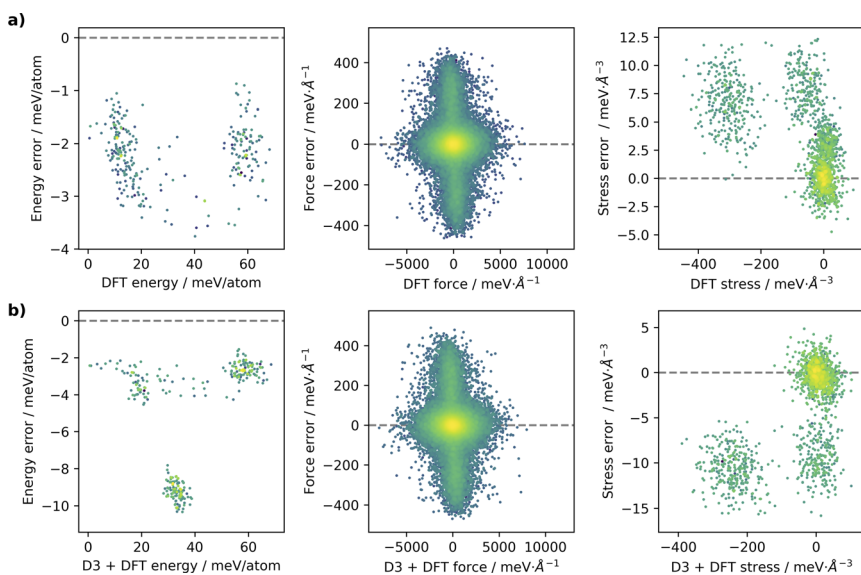 a)
Energy error / meV/atom
0
−1
−2
−3
−4
0 20 40 60
DFT energy / meV/atom
Force error / meV·Å⁻¹
400
200
0
−200
−400
−5000 0 5000 10000
DFT force / meV·Å⁻¹
Stress error / meV·Å⁻³
12.5
10.0
7.5
5.0
2.5
0.0
−2.5
−5.0
−400 −200 0
DFT stress / meV·Å⁻³
b)
Energy error / meV/atom
0
−2
−4
−6
−8
−10
0 20 40 60
D3 + DFT energy / meV/atom
Force error / meV·Å⁻¹
400
200
0
−200
−400
−5000 0 5000 10000
D3 + DFT force / meV·Å⁻¹
Stress error / meV·Å⁻³
5
0
−5
−10
−15
−400 −200 0
D3 + DFT stress / meV·Å⁻³